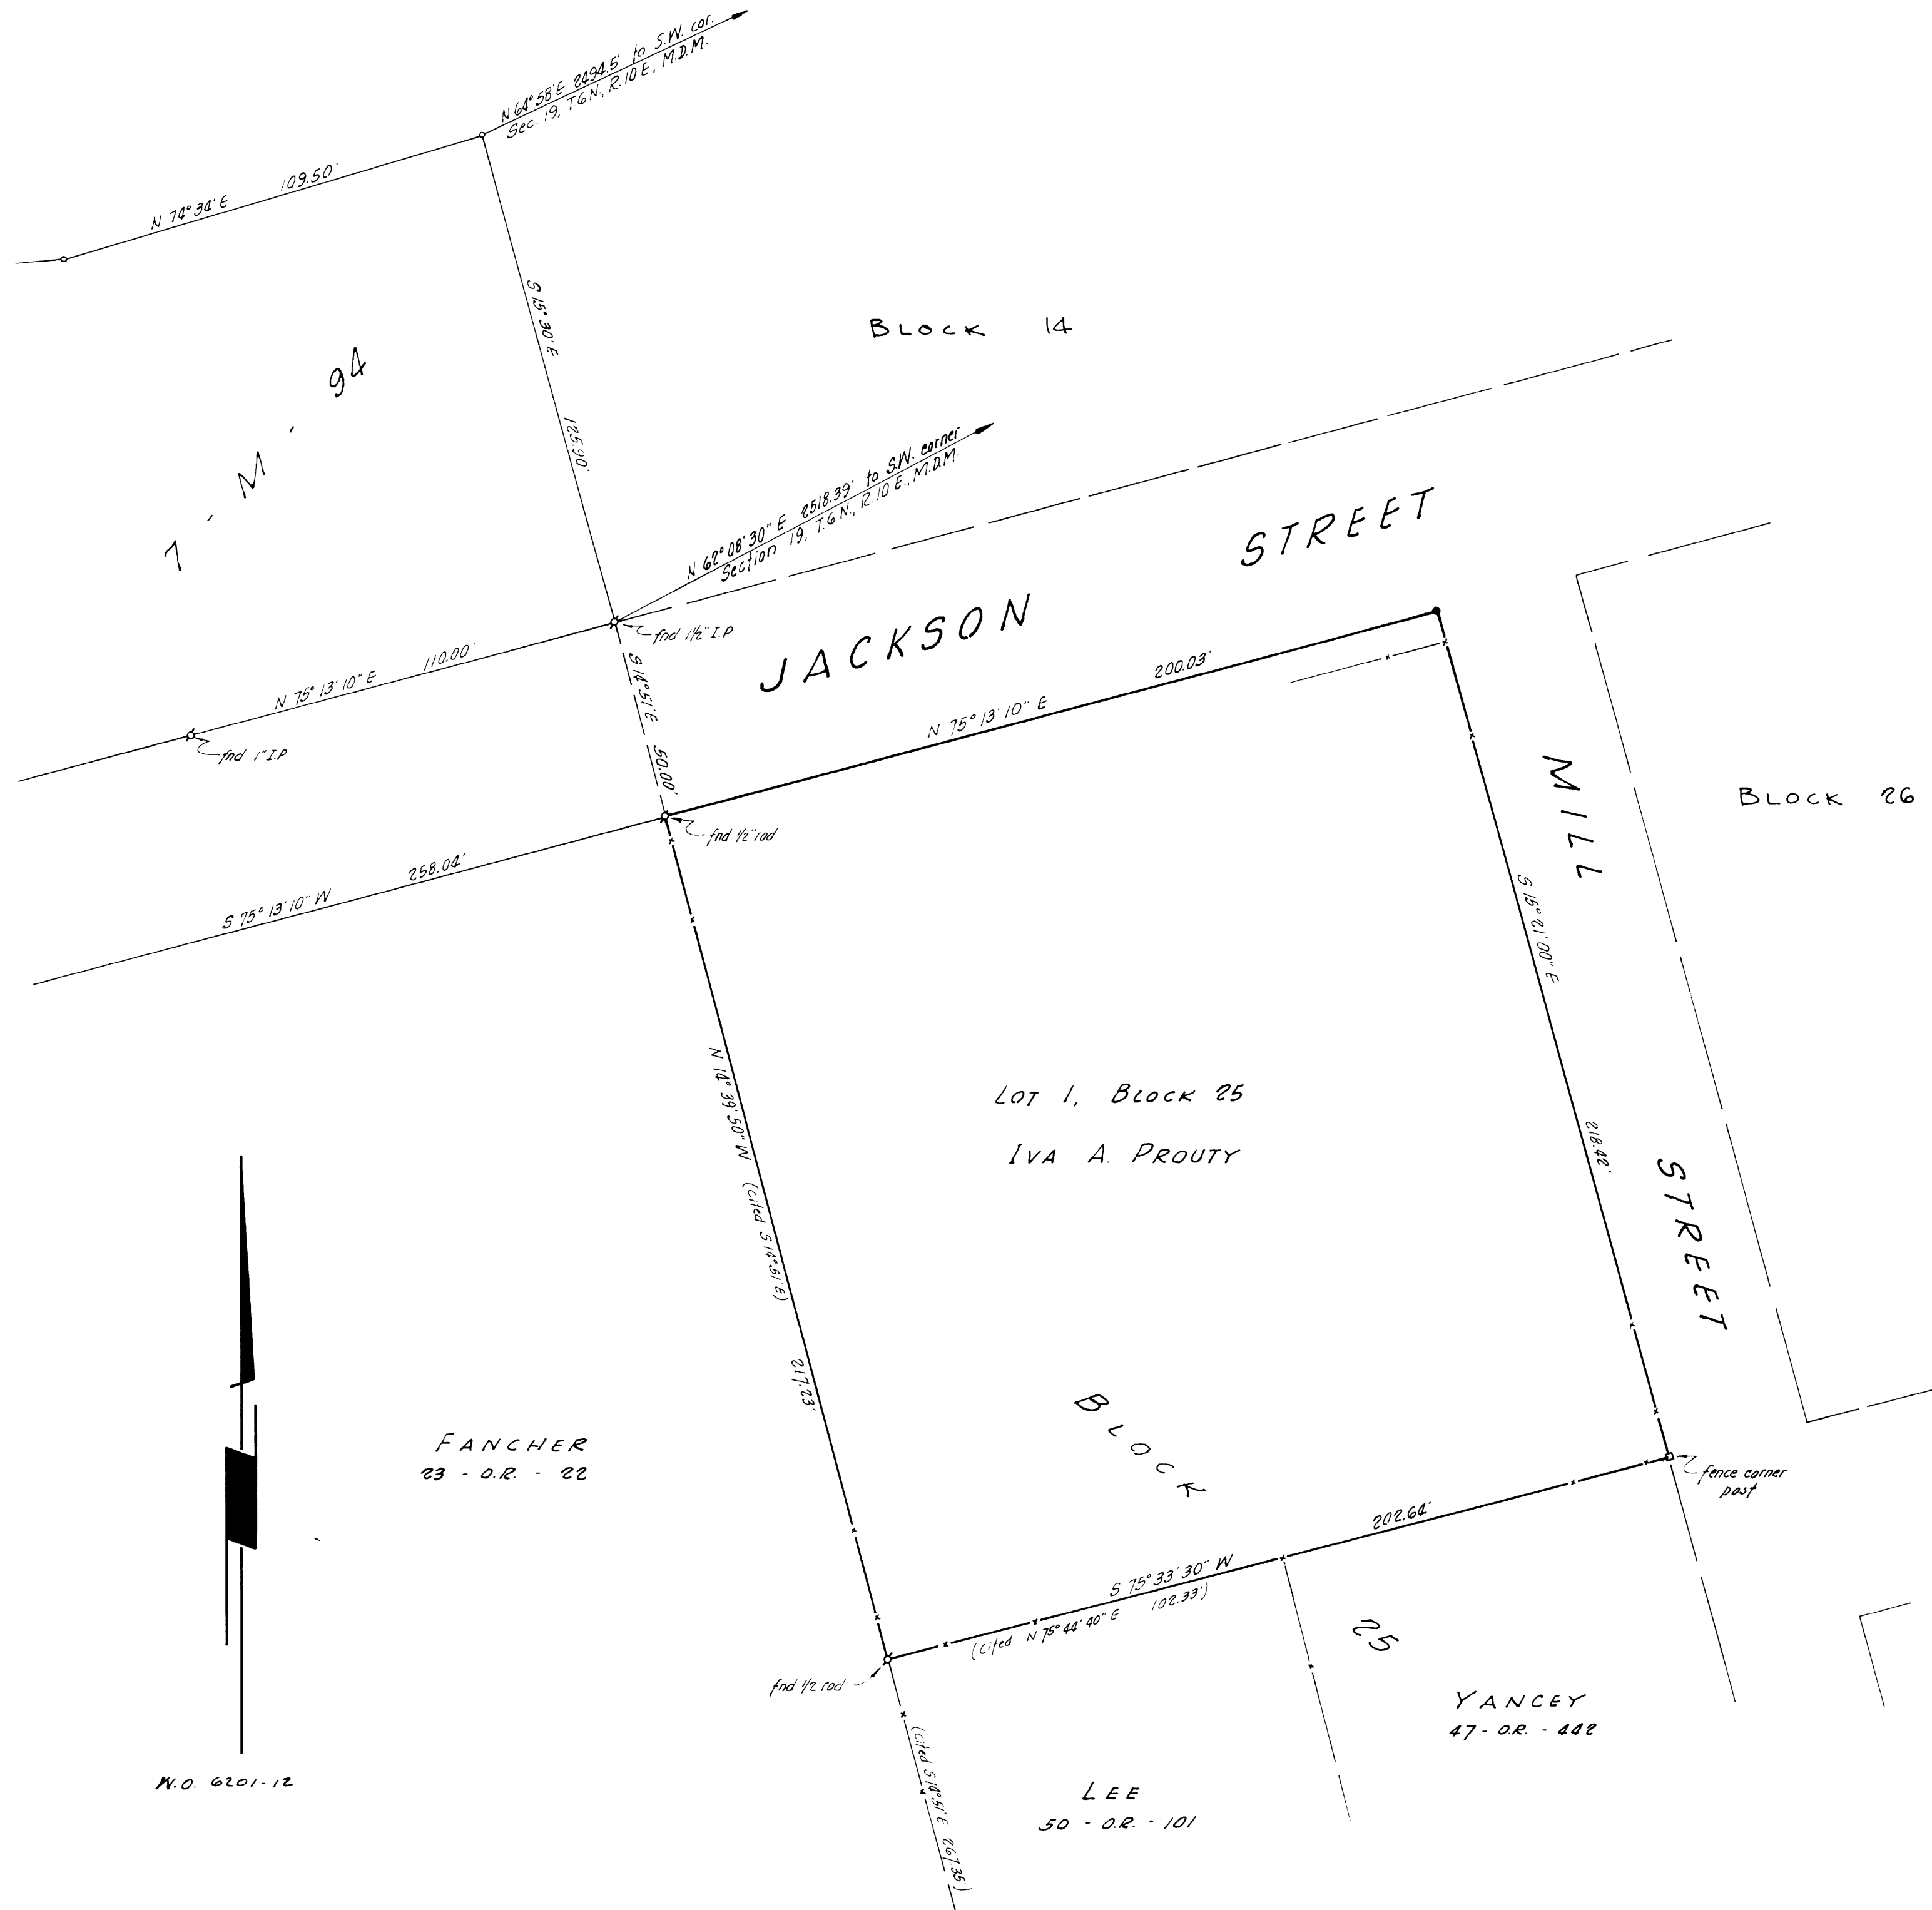 N 64° 58' E 2494.5' to S.W. cor.
Sec. 19, T.6 N., R.10 E., M.D.M.
N 74° 34' E 109.50'
S 15° 30' E 125.90'
BLOCK 14
7 - M - 94
N 62° 08' 30" E 2518.39' to S.W. corner
Section 19, T.6 N., R.10 E., M.D.M.
JACKSON STREET
fnd 1½" I.P.
N 75° 13' 10" E 110.00'
fnd 1" I.P.
S 14° 51' E 50.00'
N 75° 13' 10" E 200.03'
fnd ½" rod
S 75° 13' 10" W 258.04'
MILL STREET
BLOCK 26
S 15° 21' 00" E 218.42'
N 14° 39' 50" W (cited S 14° 51' E) 217.23'
LOT 1, BLOCK 25
IVA A. PROUTY
FANCHER
23 - O.R. - 22
BLOCK 25
fence corner
post
S 75° 33' 30" W 202.64'
(cited N 75° 44' 40" E 102.33')
fnd ½ rod
(cited S 14° 51' E 267.35')
YANCEY
47 - O.R. - 442
LEE
50 - O.R. - 101
W.O. 6201-12